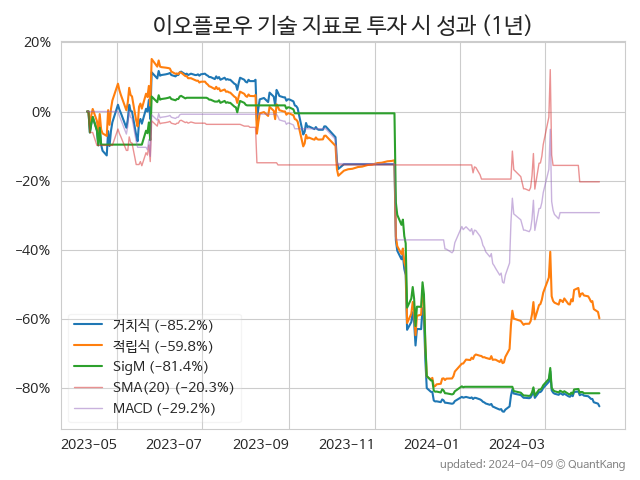 이오플로우 기술 지표로 투자 시 성과 (1년)
20%
0%
−20%
−40%
−60%
−80%
거치식 (−85.2%)
적립식 (−59.8%)
SigM (−81.4%)
SMA(20) (−20.3%)
MACD (−29.2%)
2023-05 2023-07 2023-09 2023-11 2024-01 2024-03
updated: 2024-04-09 © QuantKang